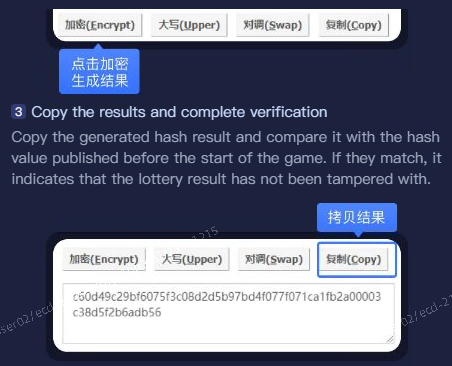 加密(Encrypt) 大写(Upper) 对调(Swap) 复制(Copy)
点击加密
生成结果
3 Copy the results and complete verification
Copy the generated hash result and compare it with the hash
value published before the start of the game. If they match, it
indicates that the lottery result has not been tampered with.
拷贝结果
加密(Encrypt) 大写(Upper) 对调(Swap) 复制(Copy)
c60d49c29bf6075f3c08d2d5b97bd4f077f071ca1fb2a00003
c38d5f2b6adb56